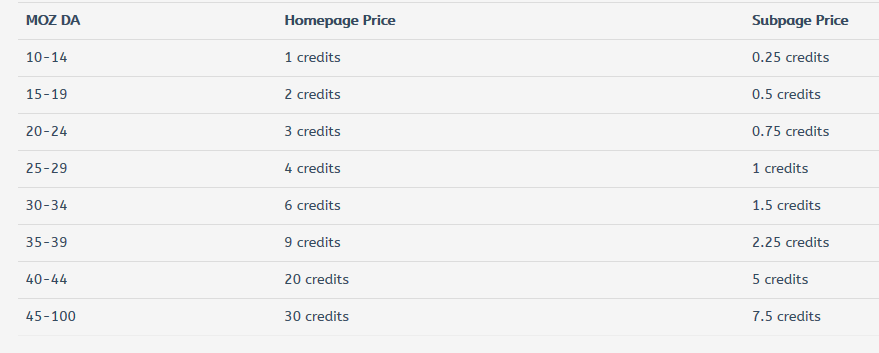 MOZ DA Homepage Price Subpage Price
10-14 1 credits 0.25 credits
15-19 2 credits 0.5 credits
20-24 3 credits 0.75 credits
25-29 4 credits 1 credits
30-34 6 credits 1.5 credits
35-39 9 credits 2.25 credits
40-44 20 credits 5 credits
45-100 30 credits 7.5 credits